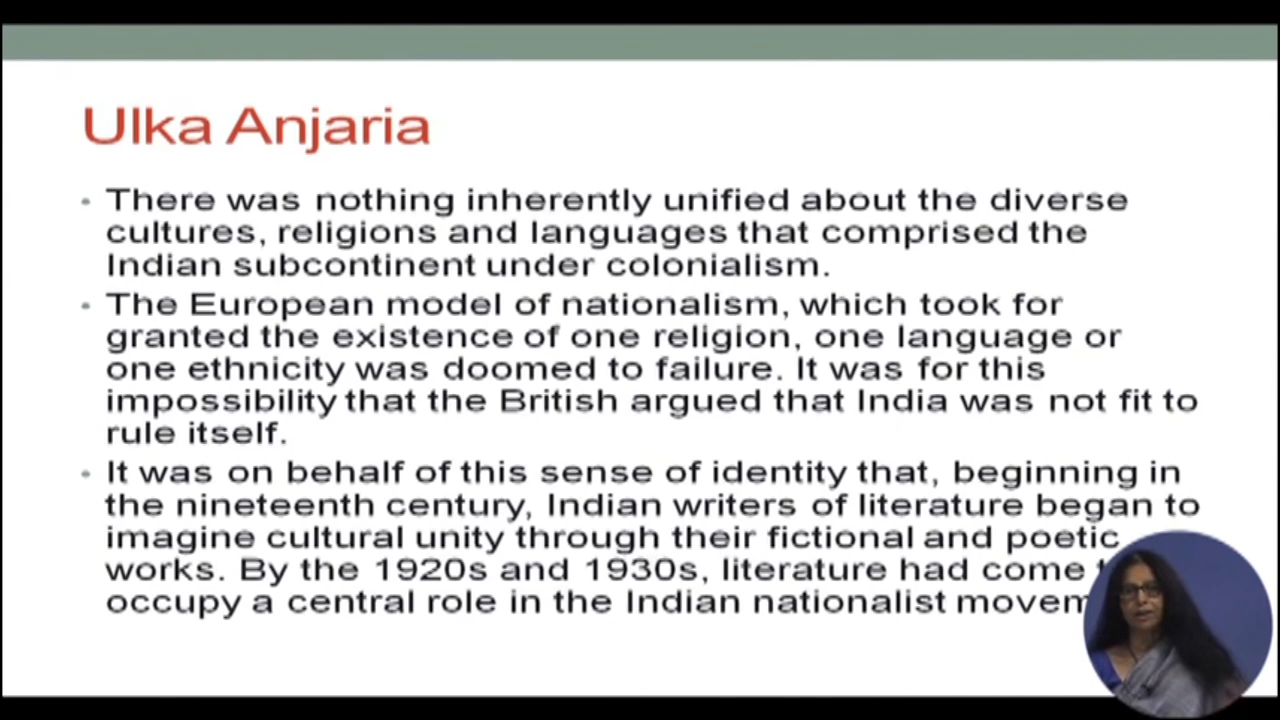 Ulka Anjaria
• There was nothing inherently unified about the diverse
cultures, religions and languages that comprised the
Indian subcontinent under colonialism.
• The European model of nationalism, which took for
granted the existence of one religion, one language or
one ethnicity was doomed to failure. It was for this
impossibility that the British argued that India was not fit to
rule itself.
• It was on behalf of this sense of identity that, beginning in
the nineteenth century, Indian writers of literature began to
imagine cultural unity through their fictional and poetic
works. By the 1920s and 1930s, literature had come
occupy a central role in the Indian nationalist